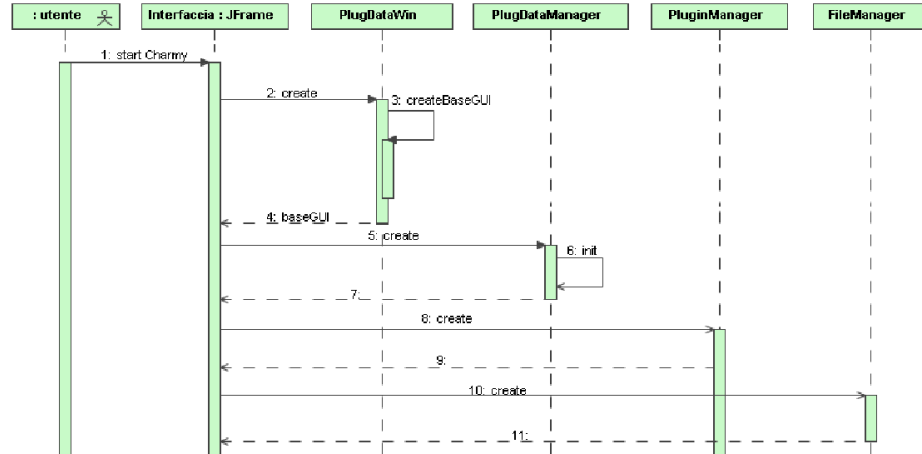 : utente
Interfaccia : JFrame
PlugDataWin
PlugDataManager
PluginManager
FileManager
1: start Charmy
2: create
3: createBaseGUI
4: baseGUI
5: create
6: init
7:
8: create
9:
10: create
11: